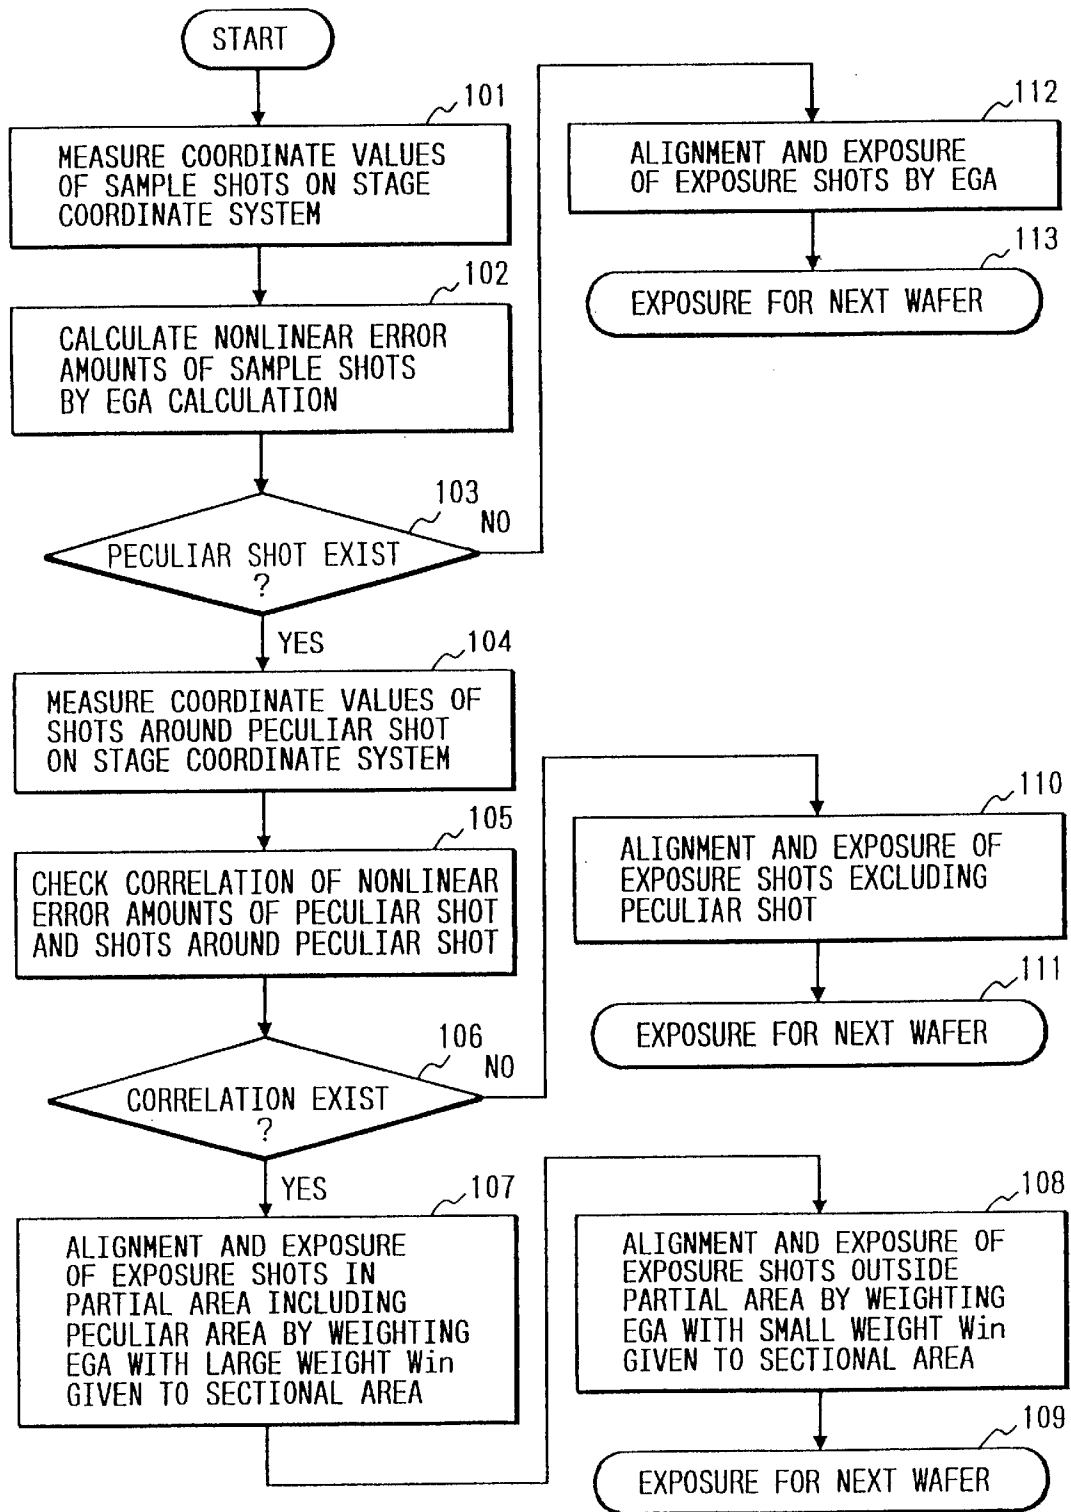 START
101
MEASURE COORDINATE VALUES
OF SAMPLE SHOTS ON STAGE
COORDINATE SYSTEM
102
CALCULATE NONLINEAR ERROR
AMOUNTS OF SAMPLE SHOTS
BY EGA CALCULATION
103
NO
PECULIAR SHOT EXIST
?
YES
112
ALIGNMENT AND EXPOSURE
OF EXPOSURE SHOTS BY EGA
113
EXPOSURE FOR NEXT WAFER
104
MEASURE COORDINATE VALUES OF
SHOTS AROUND PECULIAR SHOT
ON STAGE COORDINATE SYSTEM
105
CHECK CORRELATION OF NONLINEAR
ERROR AMOUNTS OF PECULIAR SHOT
AND SHOTS AROUND PECULIAR SHOT
106
NO
CORRELATION EXIST
?
YES
110
ALIGNMENT AND EXPOSURE OF
EXPOSURE SHOTS EXCLUDING
PECULIAR SHOT
111
EXPOSURE FOR NEXT WAFER
107
ALIGNMENT AND EXPOSURE
OF EXPOSURE SHOTS IN
PARTIAL AREA INCLUDING
PECULIAR AREA BY WEIGHTING
EGA WITH LARGE WEIGHT Win
GIVEN TO SECTIONAL AREA
108
ALIGNMENT AND EXPOSURE OF
EXPOSURE SHOTS OUTSIDE
PARTIAL AREA BY WEIGHTING
EGA WITH SMALL WEIGHT Win
GIVEN TO SECTIONAL AREA
109
EXPOSURE FOR NEXT WAFER